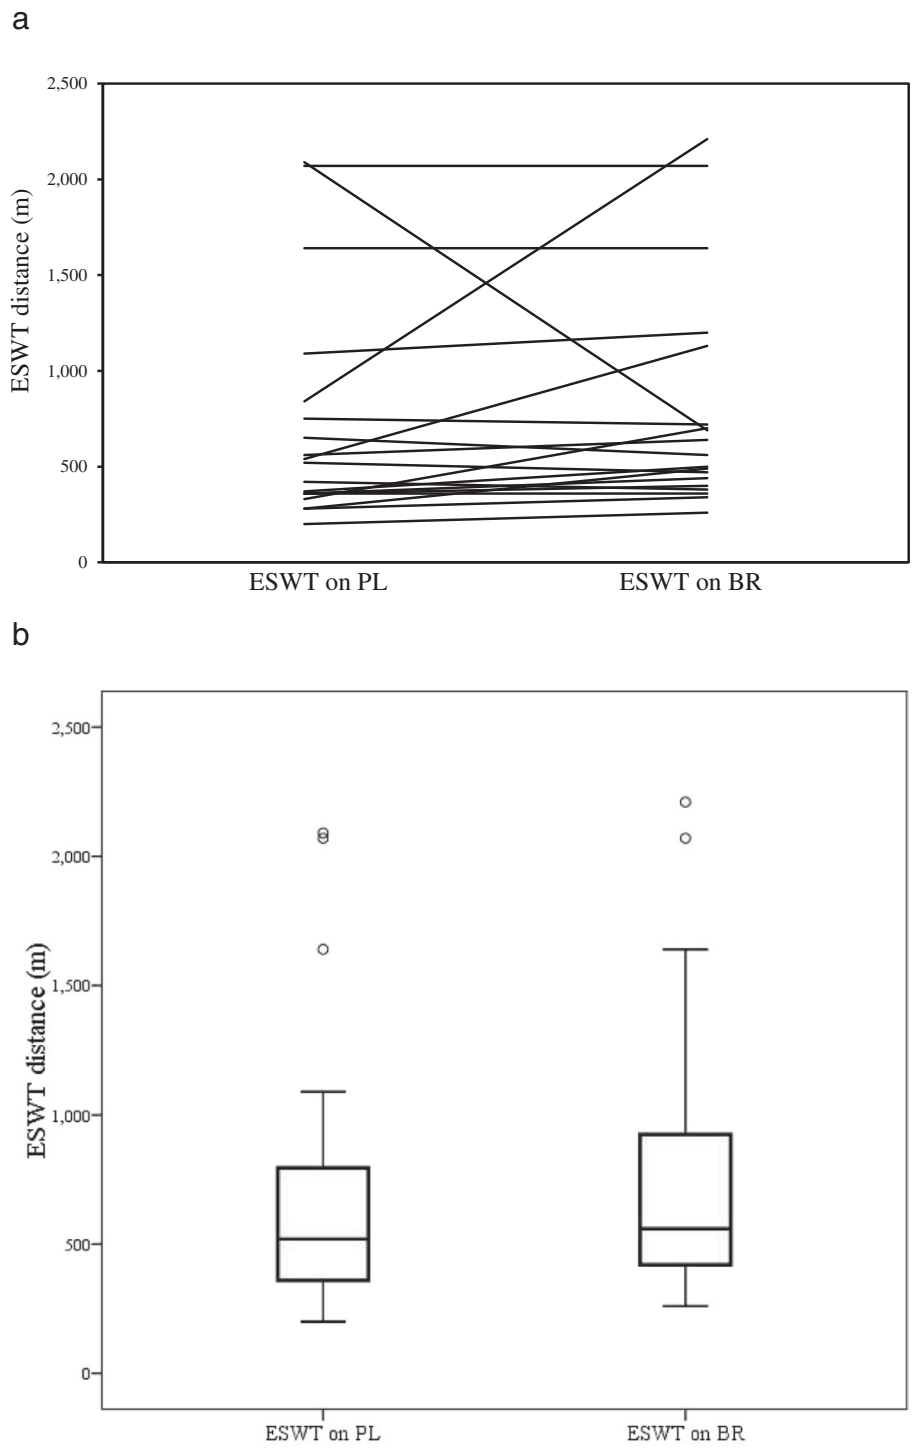 a
2,500
2,000
1,500
1,000
500
0
ESWT distance (m)
ESWT on PL
ESWT on BR
b
2,500
2,000
1,500
1,000
500
0
ESWT distance (m)
ESWT on PL
ESWT on BR